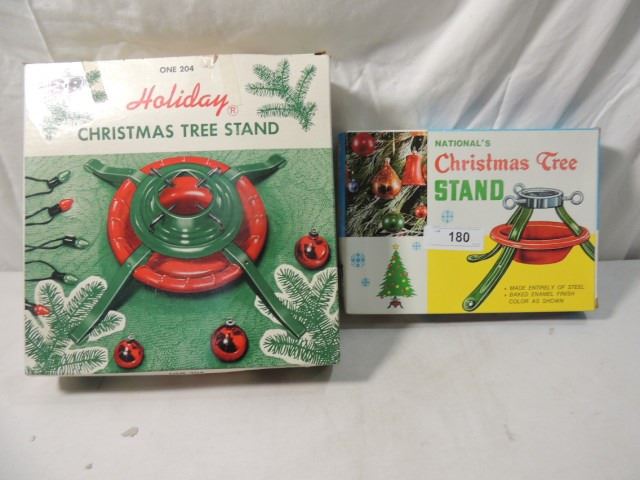 ONE 204
Holiday®
CHRISTMAS TREE STAND
NATIONAL'S
Christmas Tree
STAND
180
• MADE ENTIRELY OF STEEL
• BAKED ENAMEL FINISH
COLOR AS SHOWN